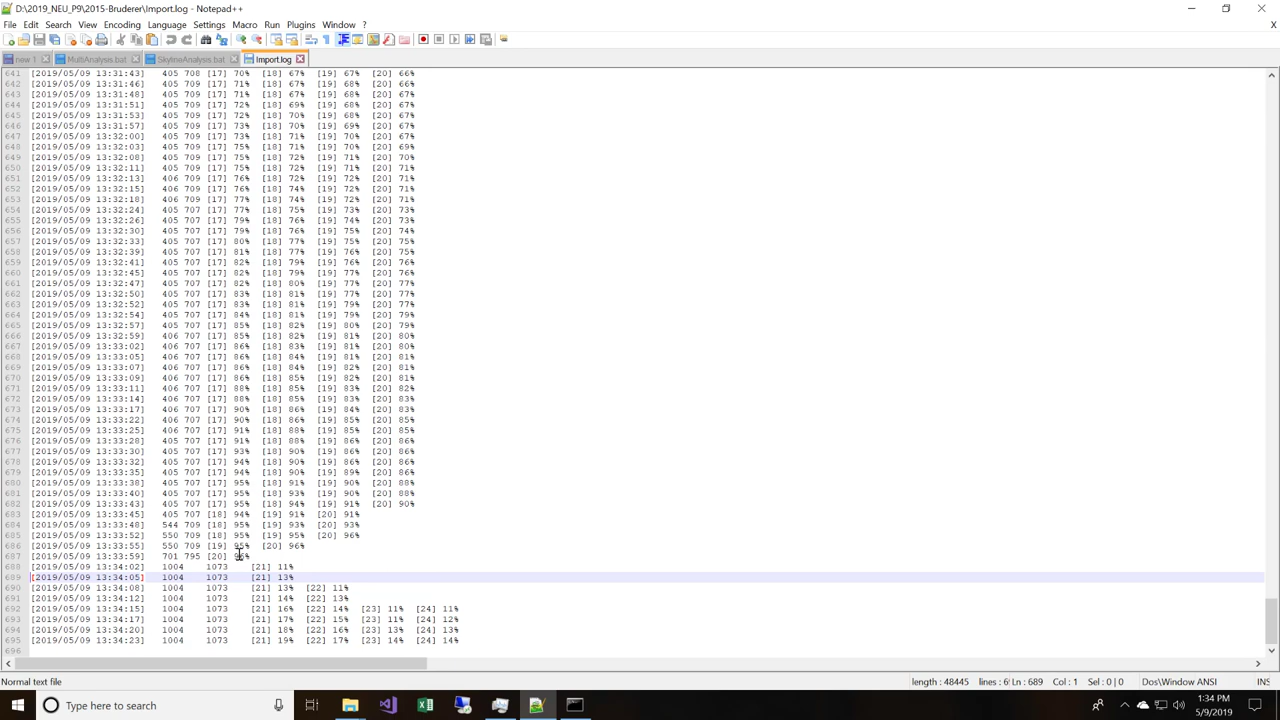 D:\2019_NEU_P9\2015-Bruderer\Import.log - Notepad++
File Edit Search View Encoding Language Settings Macro Run Plugins Window ?
X
new 1 MultiAnalysis.bat SkylineAnalysis.bat Import.log
641 [2019/05/09 13:31:43] 405 708 [17] 70% [18] 67% [19] 67% [20] 66%
642 [2019/05/09 13:31:46] 405 709 [17] 71% [18] 67% [19] 68% [20] 66%
643 [2019/05/09 13:31:48] 405 709 [17] 71% [18] 68% [19] 68% [20] 67%
644 [2019/05/09 13:31:51] 405 709 [17] 72% [18] 69% [19] 68% [20] 67%
645 [2019/05/09 13:31:53] 405 709 [17] 72% [18] 70% [19] 68% [20] 67%
646 [2019/05/09 13:31:57] 405 709 [17] 73% [18] 70% [19] 69% [20] 67%
647 [2019/05/09 13:32:00] 405 709 [17] 73% [18] 71% [19] 70% [20] 67%
648 [2019/05/09 13:32:03] 405 709 [17] 75% [18] 71% [19] 70% [20] 69%
649 [2019/05/09 13:32:08] 405 709 [17] 75% [18] 72% [19] 71% [20] 70%
650 [2019/05/09 13:32:11] 405 709 [17] 75% [18] 72% [19] 71% [20] 71%
651 [2019/05/09 13:32:13] 406 709 [17] 76% [18] 73% [19] 72% [20] 71%
652 [2019/05/09 13:32:15] 406 709 [17] 76% [18] 74% [19] 72% [20] 71%
653 [2019/05/09 13:32:18] 406 709 [17] 77% [18] 74% [19] 72% [20] 71%
654 [2019/05/09 13:32:24] 405 707 [17] 77% [18] 75% [19] 73% [20] 73%
655 [2019/05/09 13:32:26] 405 707 [17] 79% [18] 76% [19] 74% [20] 73%
656 [2019/05/09 13:32:30] 405 707 [17] 79% [18] 76% [19] 75% [20] 74%
657 [2019/05/09 13:32:33] 405 707 [17] 80% [18] 77% [19] 75% [20] 75%
658 [2019/05/09 13:32:39] 405 707 [17] 81% [18] 77% [19] 76% [20] 75%
659 [2019/05/09 13:32:41] 405 707 [17] 82% [18] 78% [19] 76% [20] 76%
660 [2019/05/09 13:32:45] 405 707 [17] 82% [18] 79% [19] 77% [20] 76%
661 [2019/05/09 13:32:47] 405 707 [17] 82% [18] 80% [19] 77% [20] 77%
662 [2019/05/09 13:32:50] 405 707 [17] 83% [18] 81% [19] 78% [20] 77%
663 [2019/05/09 13:32:52] 405 707 [17] 83% [18] 81% [19] 79% [20] 77%
664 [2019/05/09 13:32:54] 405 707 [17] 84% [18] 81% [19] 79% [20] 79%
665 [2019/05/09 13:32:57] 405 707 [17] 85% [18] 82% [19] 80% [20] 79%
666 [2019/05/09 13:32:59] 406 707 [17] 85% [18] 82% [19] 81% [20] 80%
667 [2019/05/09 13:33:02] 406 707 [17] 86% [18] 83% [19] 81% [20] 80%
668 [2019/05/09 13:33:05] 406 707 [17] 86% [18] 84% [19] 81% [20] 81%
669 [2019/05/09 13:33:07] 406 707 [17] 86% [18] 84% [19] 82% [20] 81%
670 [2019/05/09 13:33:09] 406 707 [17] 86% [18] 85% [19] 82% [20] 81%
671 [2019/05/09 13:33:11] 406 707 [17] 88% [18] 85% [19] 83% [20] 82%
672 [2019/05/09 13:33:14] 406 707 [17] 88% [18] 85% [19] 84% [20] 83%
673 [2019/05/09 13:33:17] 406 707 [17] 90% [18] 86% [19] 84% [20] 83%
674 [2019/05/09 13:33:22] 406 707 [17] 90% [18] 86% [19] 85% [20] 85%
675 [2019/05/09 13:33:25] 406 707 [17] 91% [18] 88% [19] 85% [20] 85%
676 [2019/05/09 13:33:28] 405 707 [17] 91% [18] 88% [19] 86% [20] 86%
677 [2019/05/09 13:33:30] 405 707 [17] 93% [18] 90% [19] 86% [20] 86%
678 [2019/05/09 13:33:32] 405 707 [17] 94% [18] 90% [19] 86% [20] 86%
679 [2019/05/09 13:33:35] 405 707 [17] 94% [18] 90% [19] 89% [20] 86%
680 [2019/05/09 13:33:38] 405 707 [17] 95% [18] 91% [19] 90% [20] 88%
681 [2019/05/09 13:33:40] 405 707 [17] 95% [18] 93% [19] 90% [20] 88%
682 [2019/05/09 13:33:43] 405 707 [17] 95% [18] 94% [19] 91% [20] 90%
683 [2019/05/09 13:33:45] 405 707 [18] 94% [19] 91% [20] 91%
684 [2019/05/09 13:33:48] 544 709 [18] 95% [19] 93% [20] 93%
685 [2019/05/09 13:33:52] 550 709 [18] 95% [19] 95% [20] 96%
686 [2019/05/09 13:33:55] 550 709 [19] 95% [20] 96%
687 [2019/05/09 13:33:59] 701 795 [20] 96%
688 [2019/05/09 13:34:02] 1004 1073 [21] 11%
689 [2019/05/09 13:34:05] 1004 1073 [21] 13%
690 [2019/05/09 13:34:08] 1004 1073 [21] 13% [22] 11%
691 [2019/05/09 13:34:12] 1004 1073 [21] 14% [22] 13%
692 [2019/05/09 13:34:15] 1004 1073 [21] 16% [22] 14% [23] 11% [24] 11%
693 [2019/05/09 13:34:17] 1004 1073 [21] 17% [22] 15% [23] 11% [24] 12%
694 [2019/05/09 13:34:20] 1004 1073 [21] 18% [22] 16% [23] 13% [24] 13%
695 [2019/05/09 13:34:23] 1004 1073 [21] 19% [22] 17% [23] 14% [24] 14%
696
Normal text file length : 48445 lines : 6 Ln : 689 Col : 1 Sel : 0 | 0 Dos\Window ANSI INS
Type here to search 1:34 PM
5/9/2019